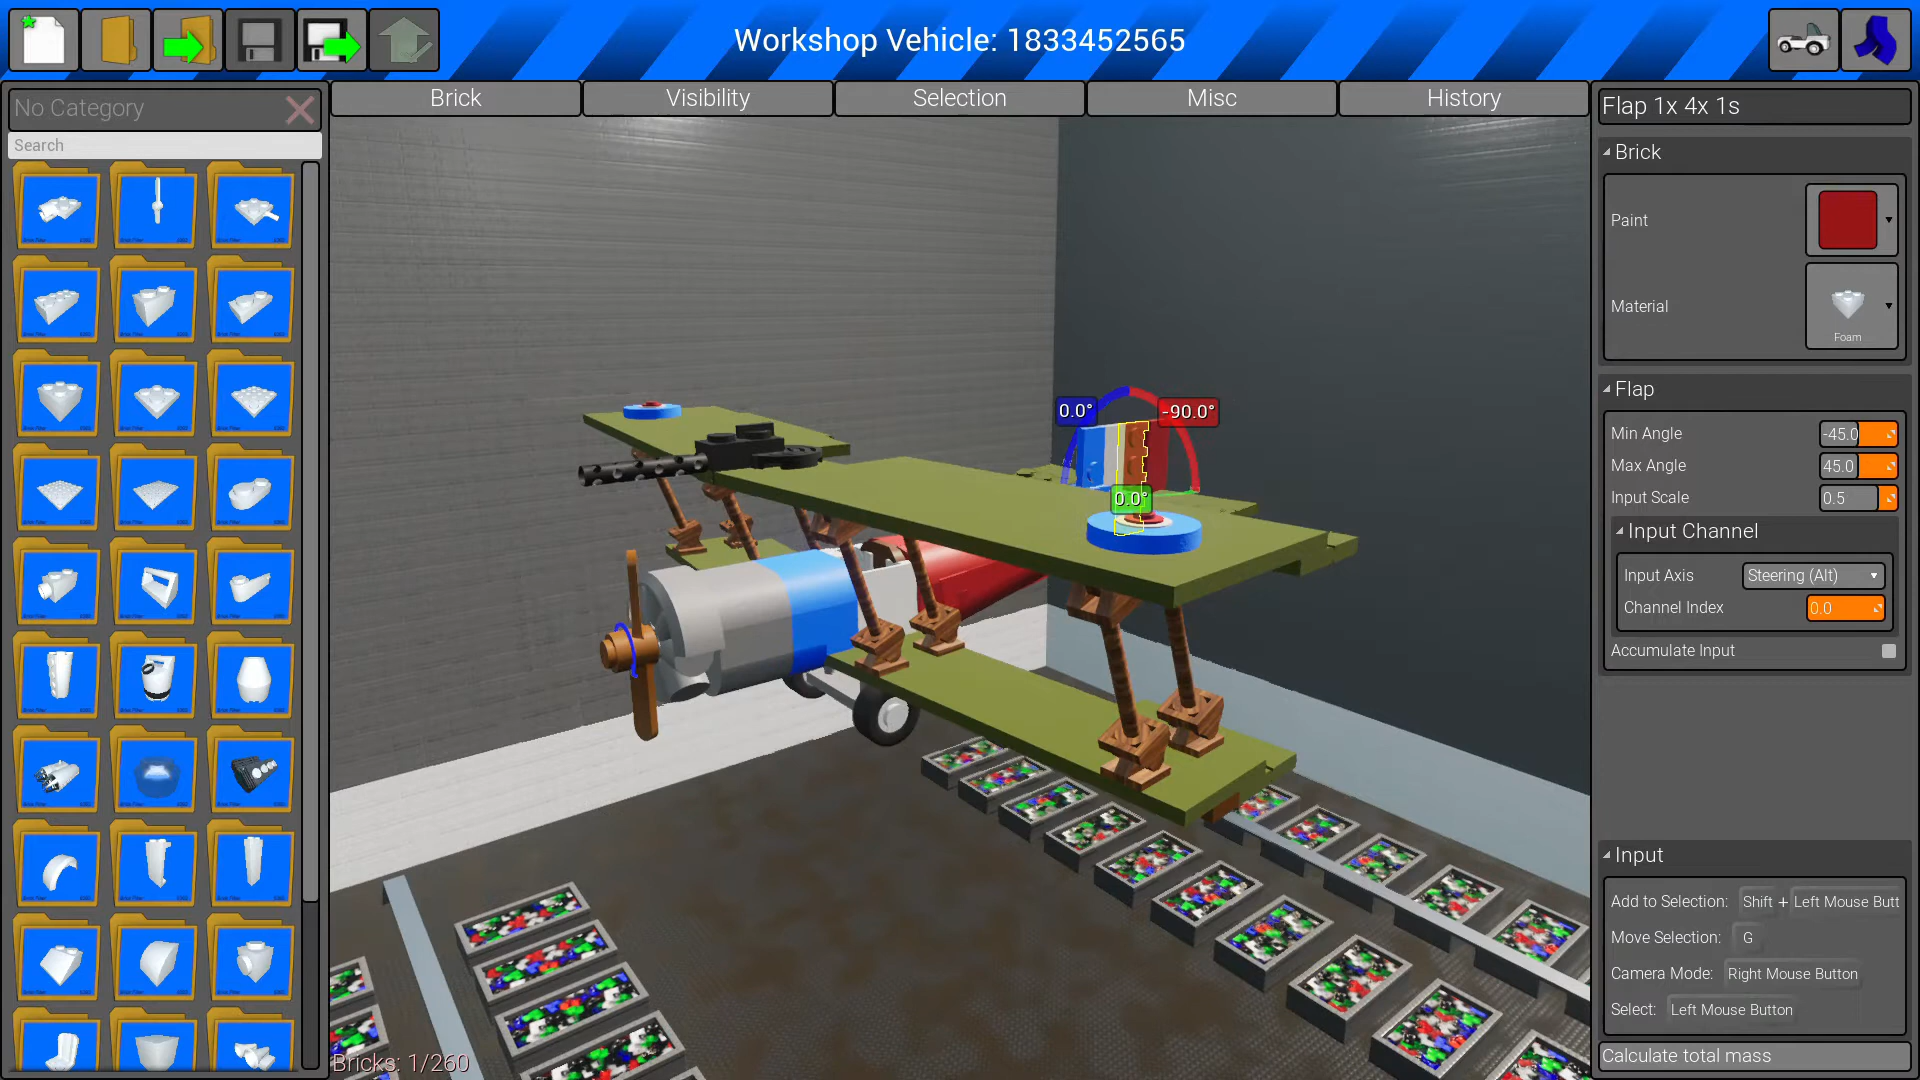 Workshop Vehicle: 1833452565
No Category
Search
Brick
Visibility
Selection
Misc
History
0.0°
-90.0°
0.0°
Bricks: 1/260
Flap 1x 4x 1s
Brick
Paint
Material
Foam
Flap
Min Angle
-45.0
Max Angle
45.0
Input Scale
0.5
Input Channel
Input Axis
Steering (Alt)
Channel Index
0.0
Accumulate Input
Input
Add to Selection: Shift + Left Mouse Butt
Move Selection: G
Camera Mode: Right Mouse Button
Select: Left Mouse Button
Calculate total mass